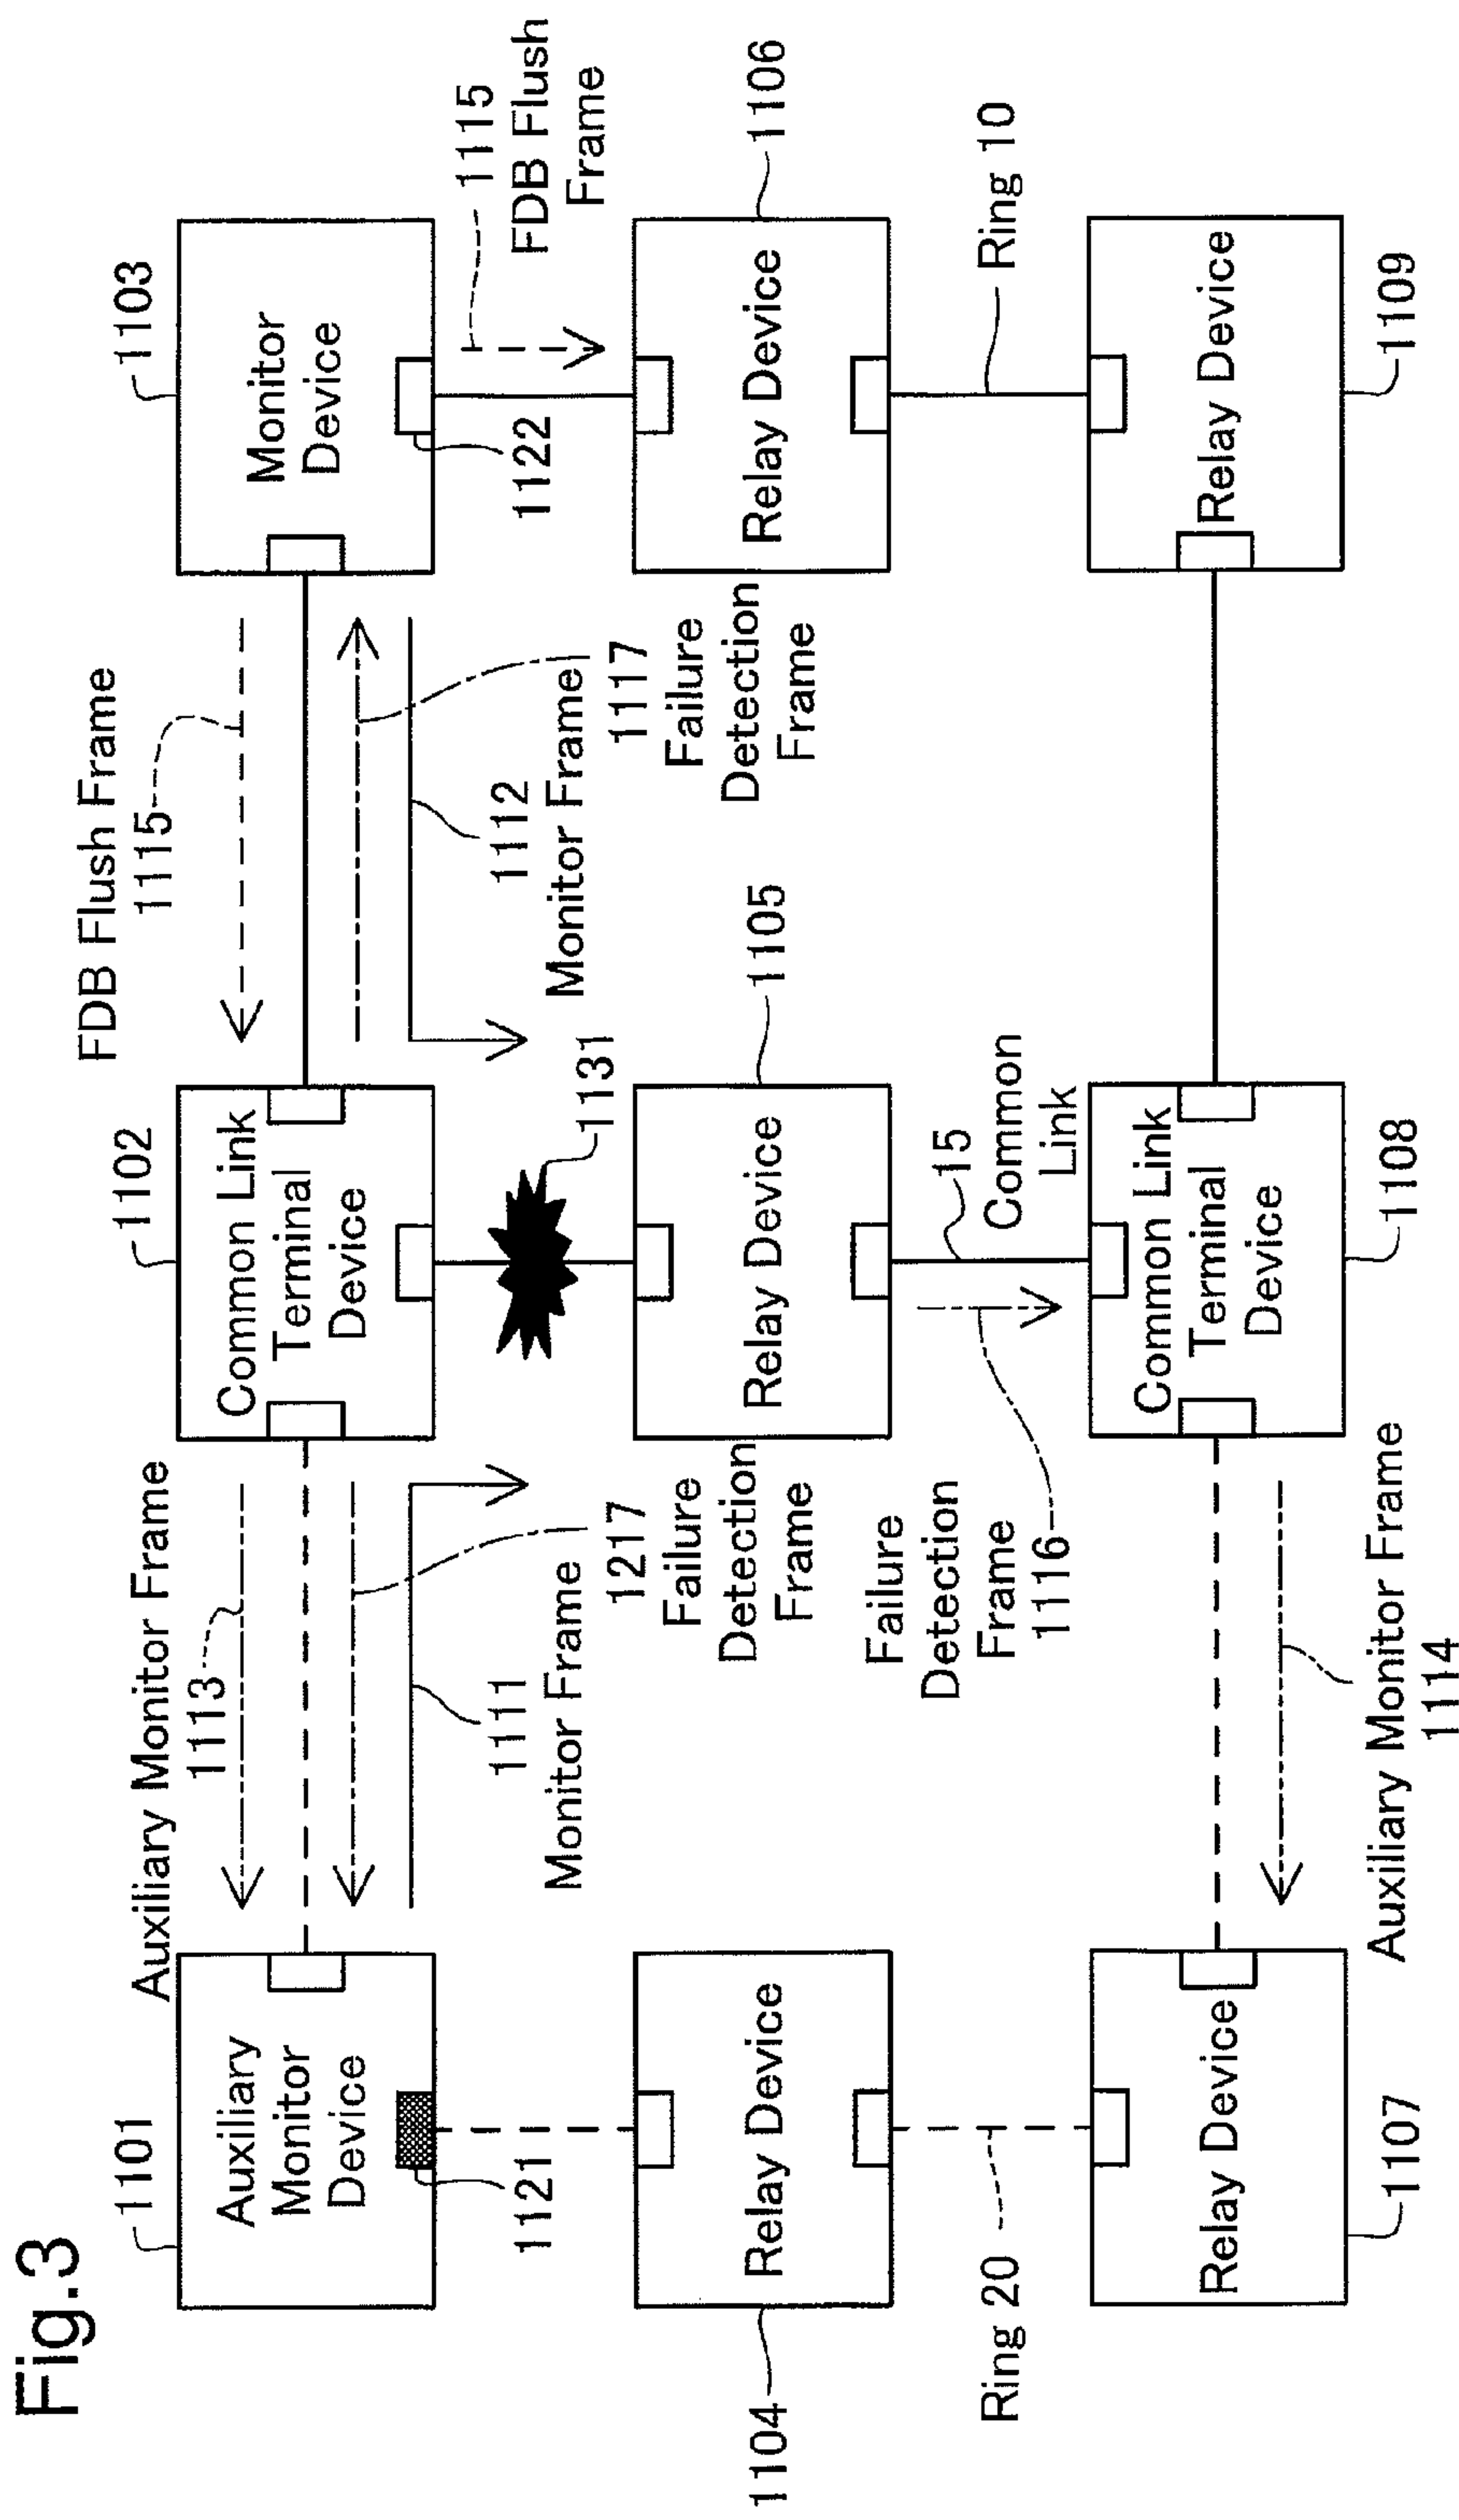 Fig.3
FDB Flush Frame
1115
Auxiliary Monitor Frame
1113
1101
1102
1103
Auxiliary
Monitor
Device
Common Link
Terminal
Device
Monitor
Device
1121
1111
Monitor Frame
1217
Failure
Detection
Frame
1131
1112
Monitor Frame
1117
Failure
Detection
Frame
1122
1115
FDB Flush
Frame
1104
Relay Device
1105
Relay Device
1106
Relay Device
Ring 20
Failure
Detection
Frame
1116
15
Common
Link
Ring 10
Relay Device
1107
Common Link
Terminal
Device
1108
Relay Device
1109
Auxiliary Monitor Frame
1114